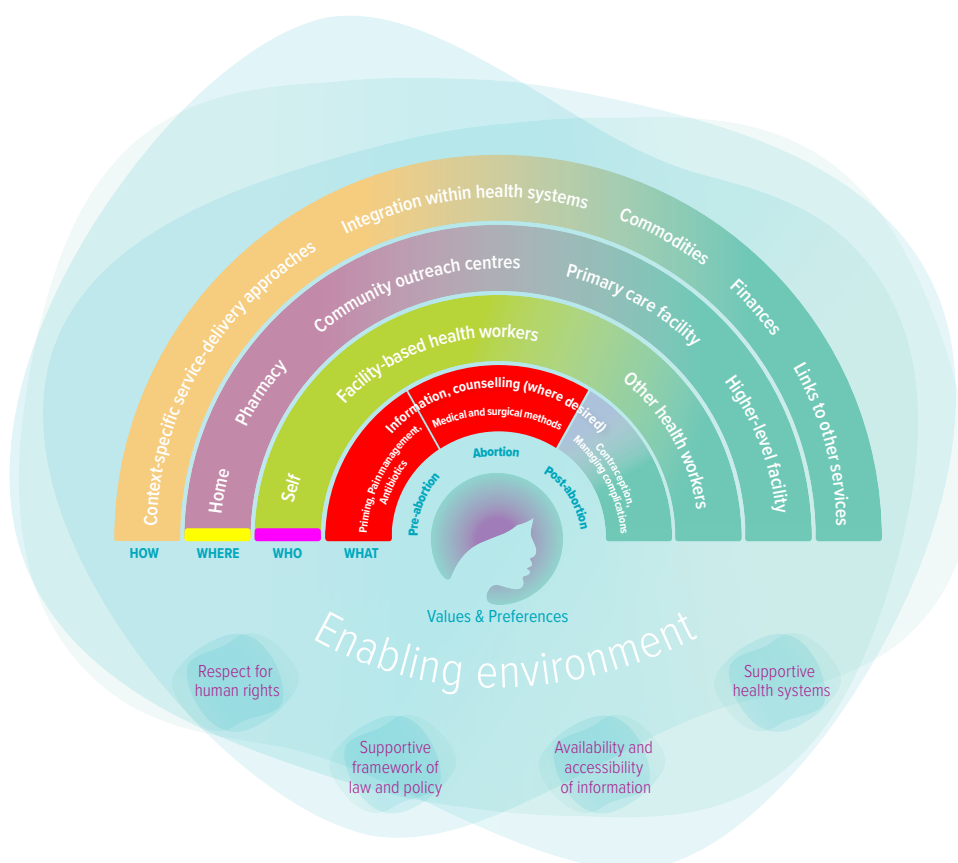 Context-specific service-delivery approaches
Integration within health systems
Commodities
Finances
Links to other services
Home
Pharmacy
Community outreach centres
Primary care facility
Higher-level facility
Self
Facility-based health workers
Other health workers
Information, counselling (where desired)
Priming, Pain management,
Antibiotics
Medical and surgical methods
Contraception,
Managing complications
Pre-abortion
Abortion
Post-abortion
HOW
WHERE
WHO
WHAT
Values & Preferences
Enabling environment
Respect for
human rights
Supportive
framework of
law and policy
Availability and
accessibility
of information
Supportive
health systems